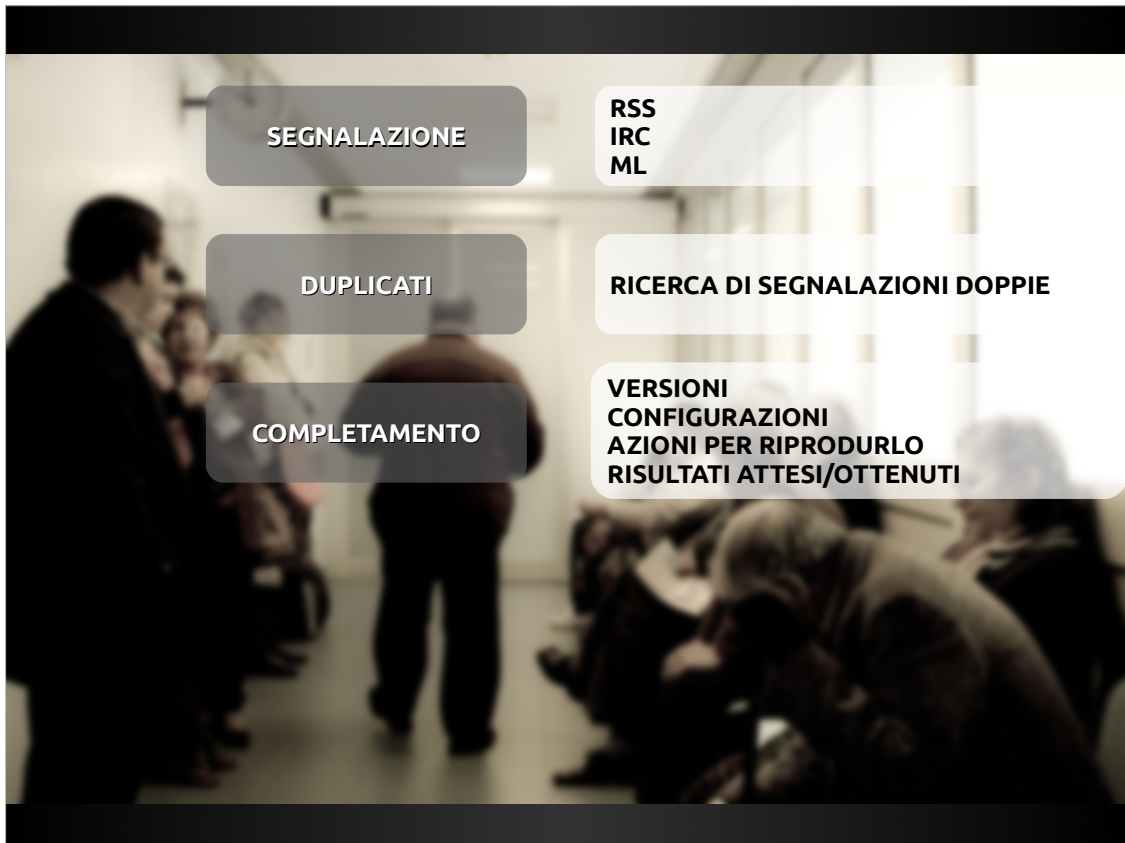 SEGNALAZIONE
RSS
IRC
ML
DUPLICATI
RICERCA DI SEGNALAZIONI DOPPIE
COMPLETAMENTO
VERSIONI
CONFIGURAZIONI
AZIONI PER RIPRODURLO
RISULTATI ATTESI/OTTENUTI